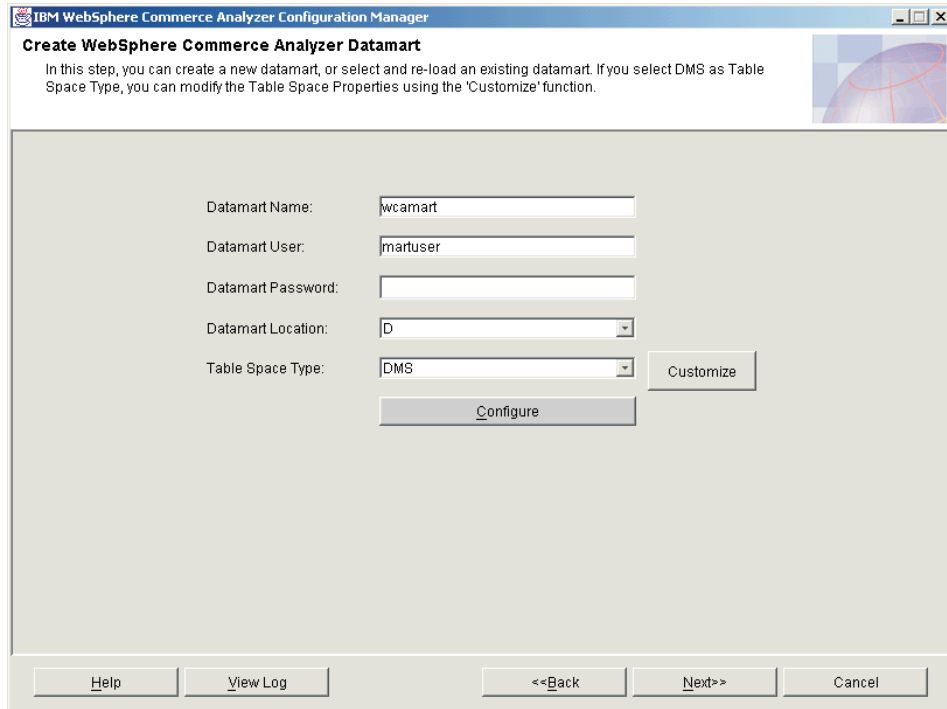 IBM WebSphere Commerce Analyzer Configuration Manager
Create WebSphere Commerce Analyzer Datamart
In this step, you can create a new datamart, or select and re-load an existing datamart. If you select DMS as Table
Space Type, you can modify the Table Space Properties using the 'Customize' function.
Datamart Name: wcamart
Datamart User: martuser
Datamart Password:
Datamart Location: D
Table Space Type: DMS Customize
Configure
Help View Log <<Back Next>> Cancel